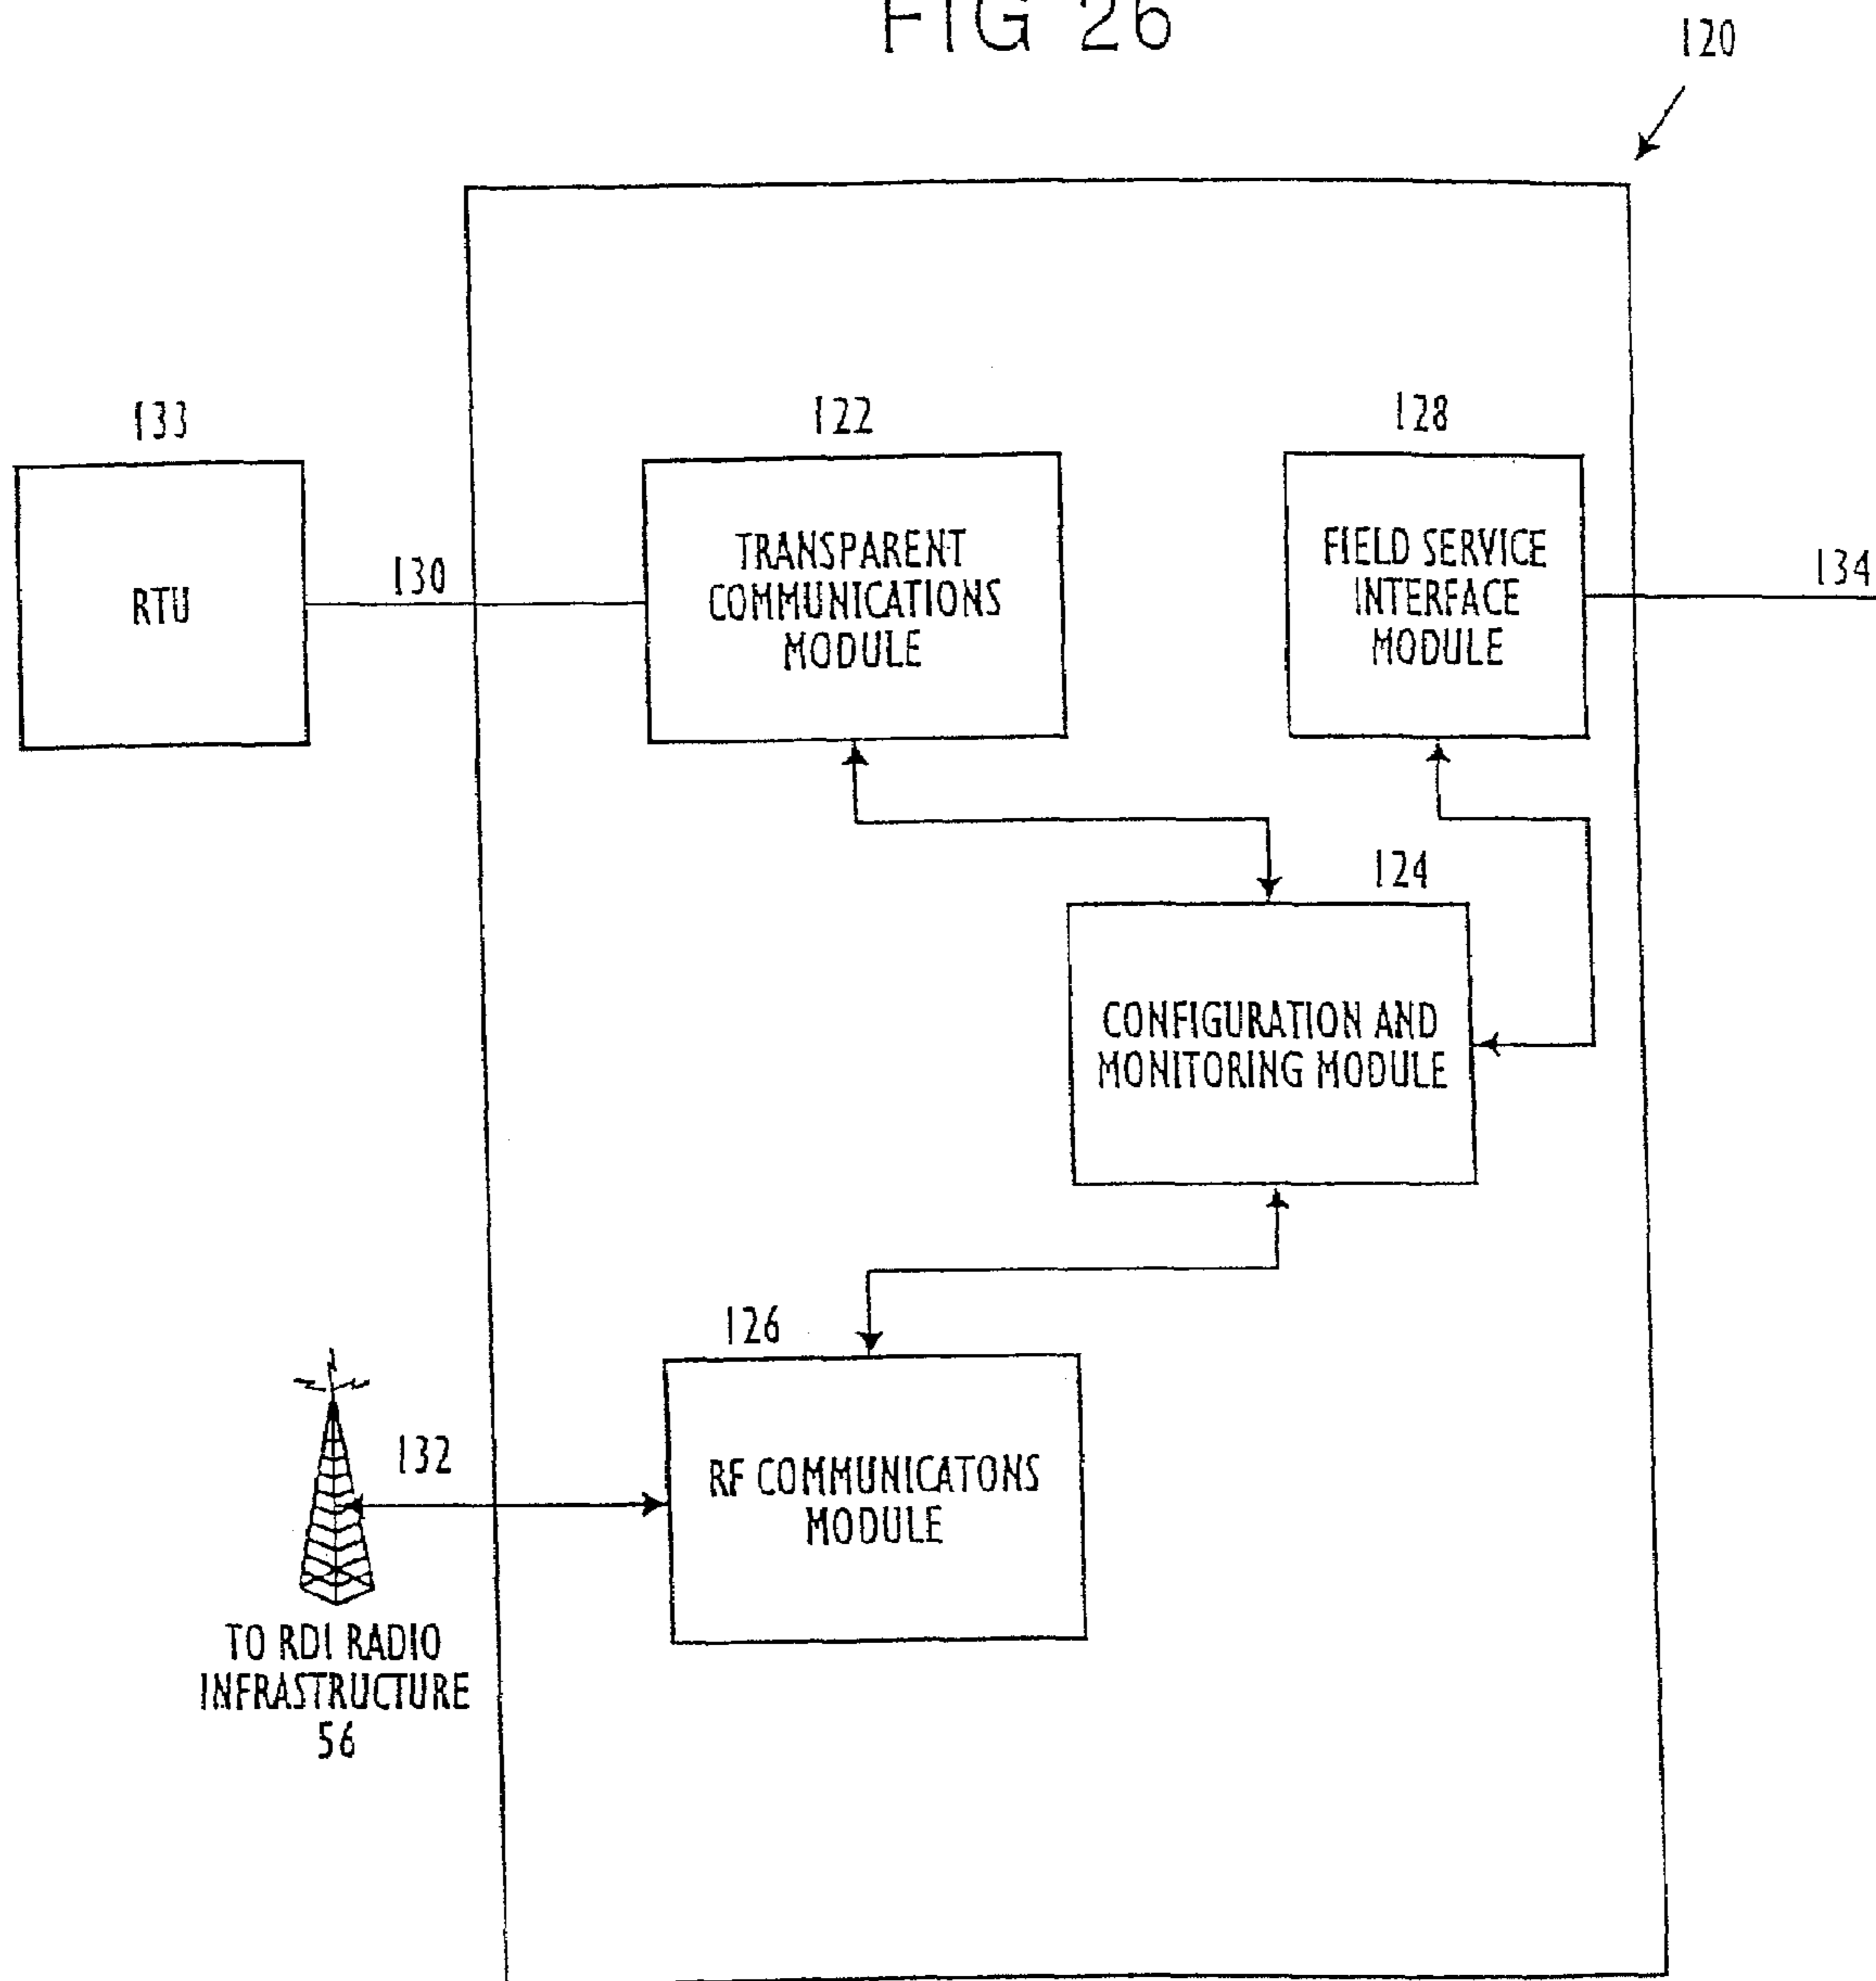 FIG 26
120
133
122
128
RTU
130
TRANSPARENT
COMMUNICATIONS
MODULE
FIELD SERVICE
INTERFACE
MODULE
134
124
CONFIGURATION AND
MONITORING MODULE
126
132
RF COMMUNICATONS
MODULE
TO RDI RADIO
INFRASTRUCTURE
56